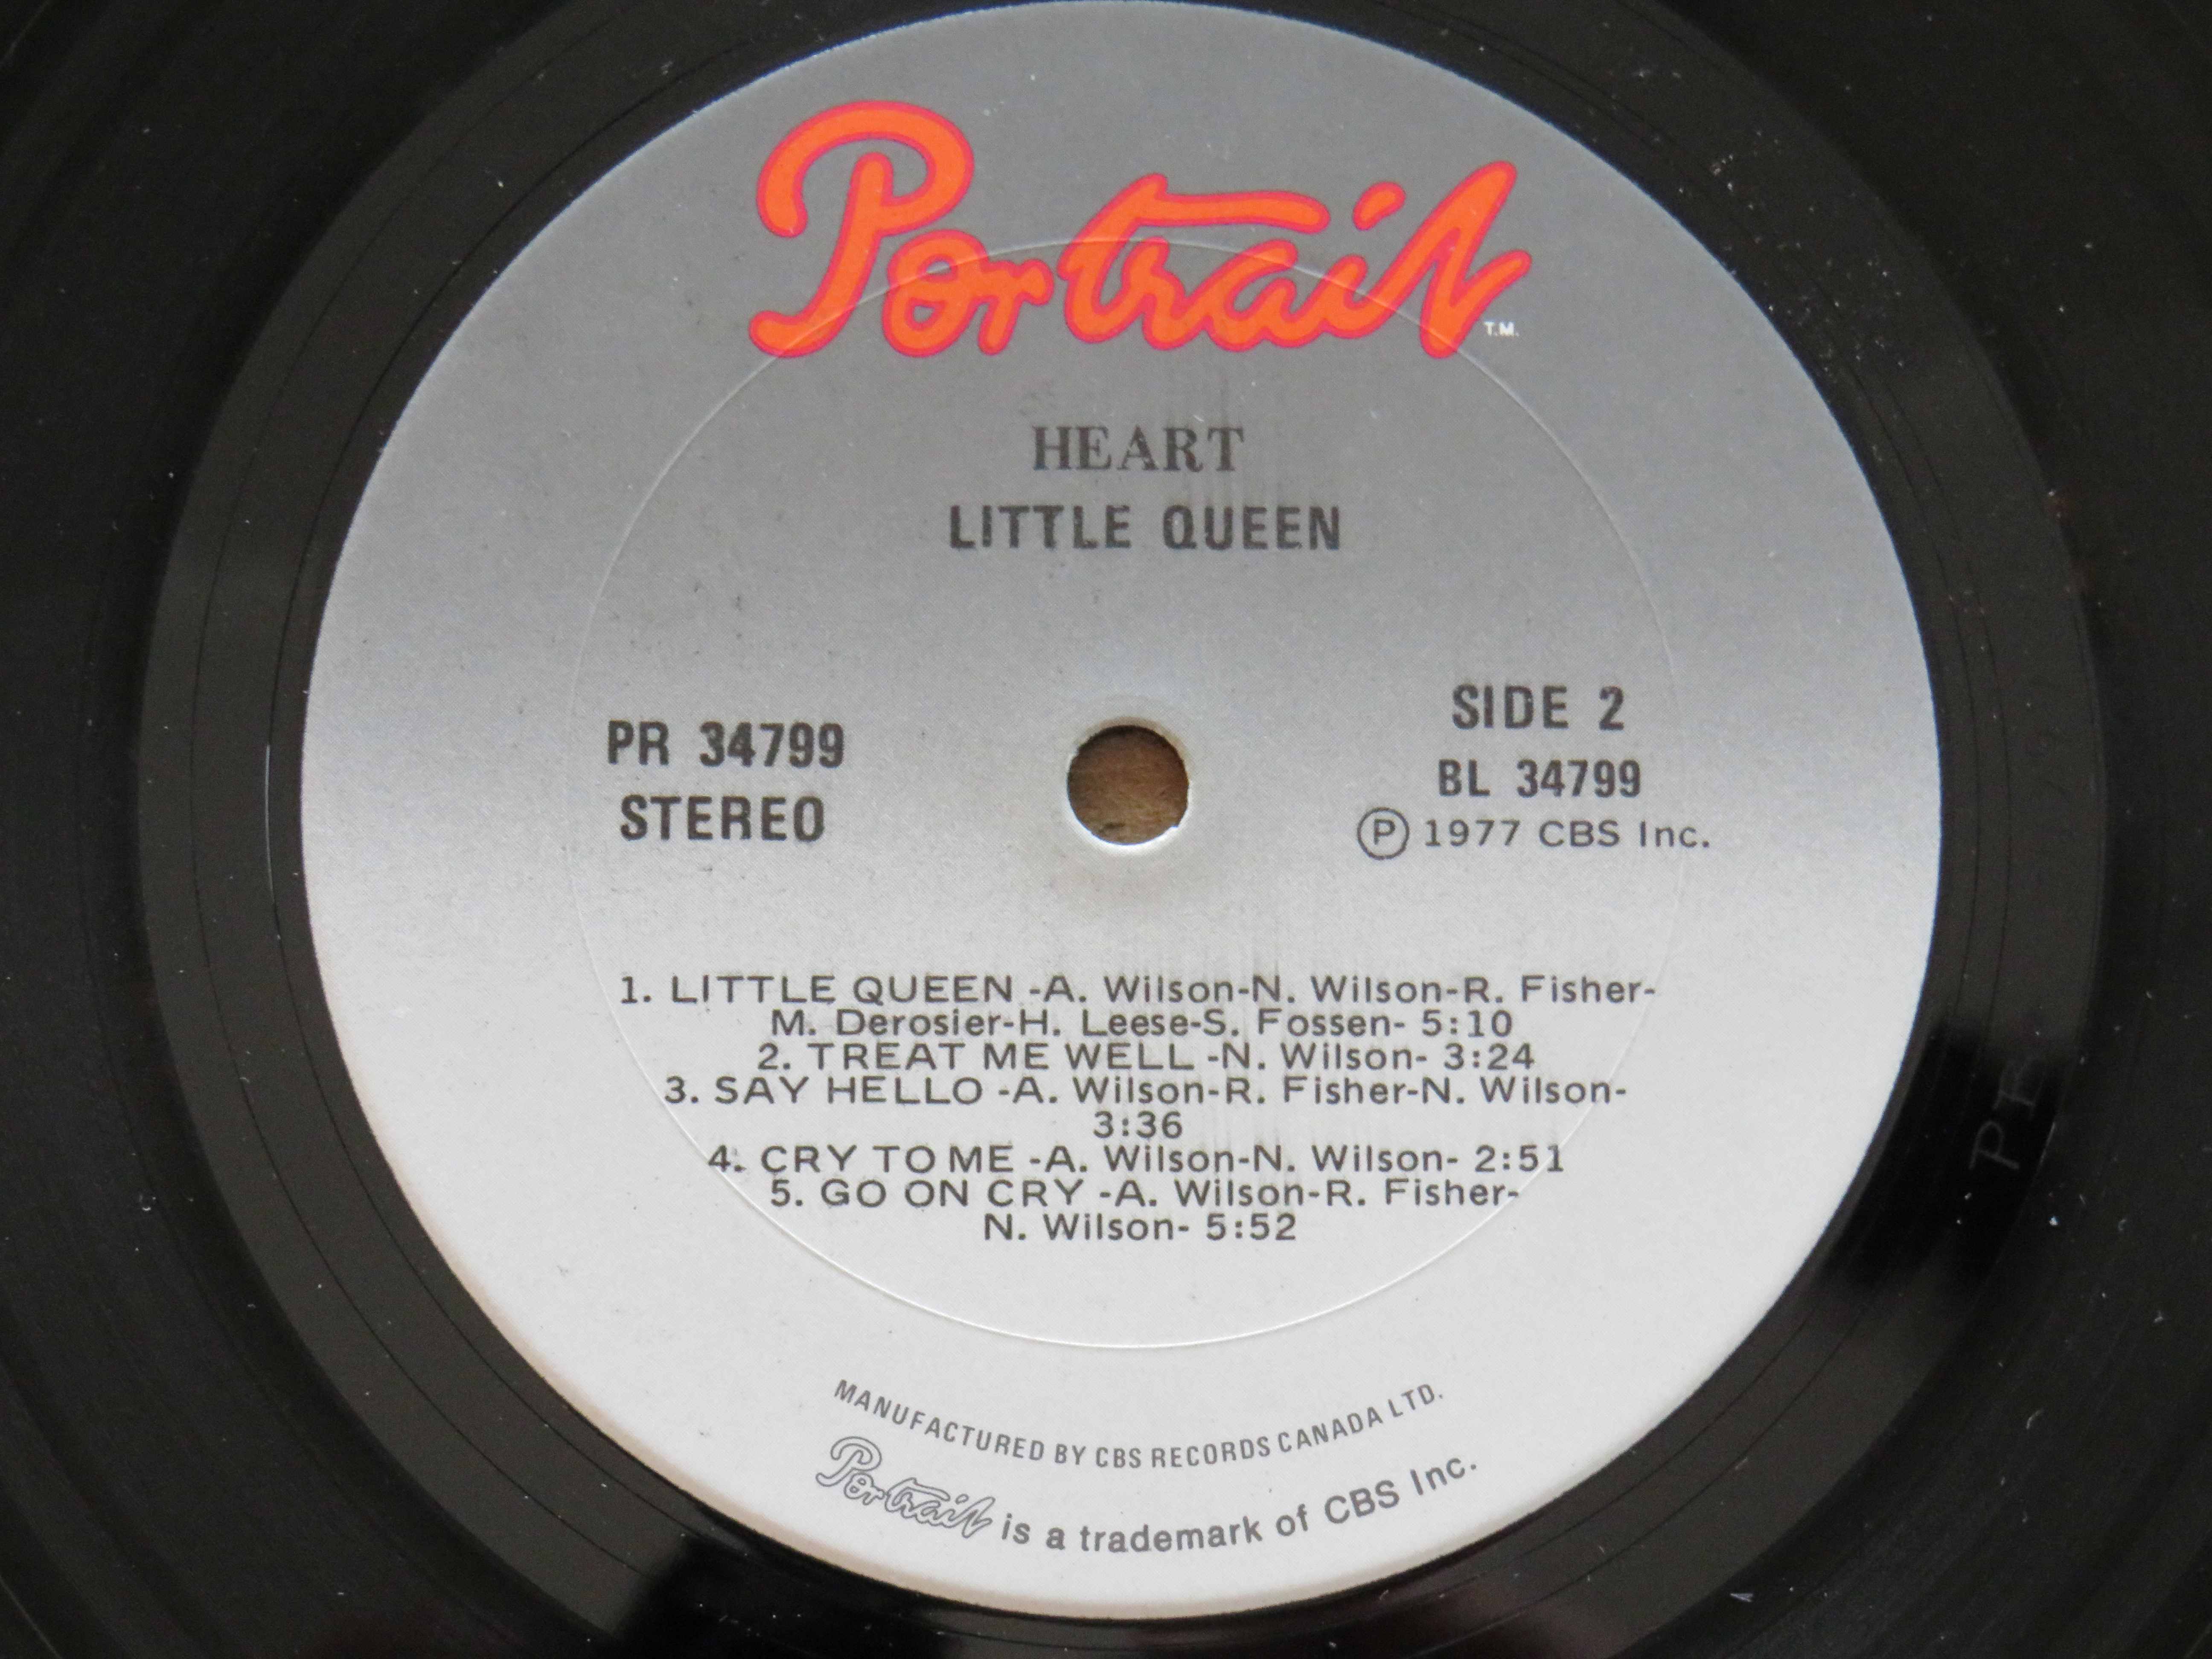 Portrait T.M.
HEART
LITTLE QUEEN
PR 34799
STEREO
SIDE 2
BL 34799
Ⓟ 1977 CBS Inc.
1. LITTLE QUEEN -A. Wilson-N. Wilson-R. Fisher-
M. Derosier-H. Leese-S. Fossen- 5:10
2. TREAT ME WELL -N. Wilson- 3:24
3. SAY HELLO -A. Wilson-R. Fisher-N. Wilson-
3:36
4. CRY TO ME -A. Wilson-N. Wilson- 2:51
5. GO ON CRY -A. Wilson-R. Fisher-
N. Wilson- 5:52
MANUFACTURED BY CBS RECORDS CANADA LTD.
Portrait is a trademark of CBS Inc.